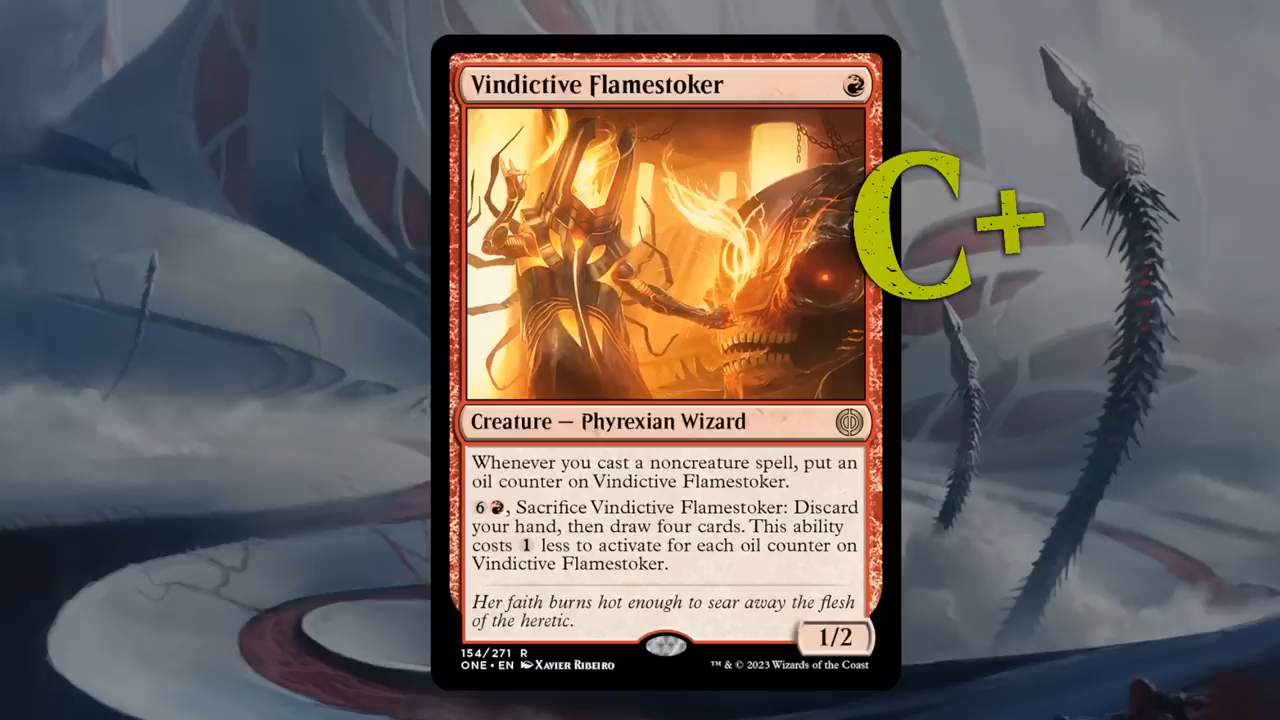 Vindictive Flamestoker
C+
Creature — Phyrexian Wizard
Whenever you cast a noncreature spell, put an
oil counter on Vindictive Flamestoker.
6 R, Sacrifice Vindictive Flamestoker: Discard
your hand, then draw four cards. This ability
costs 1 less to activate for each oil counter on
Vindictive Flamestoker.
Her faith burns hot enough to sear away the flesh
of the heretic.
1/2
154/271 R
ONE • EN Xavier Ribeiro
™ & © 2023 Wizards of the Coast